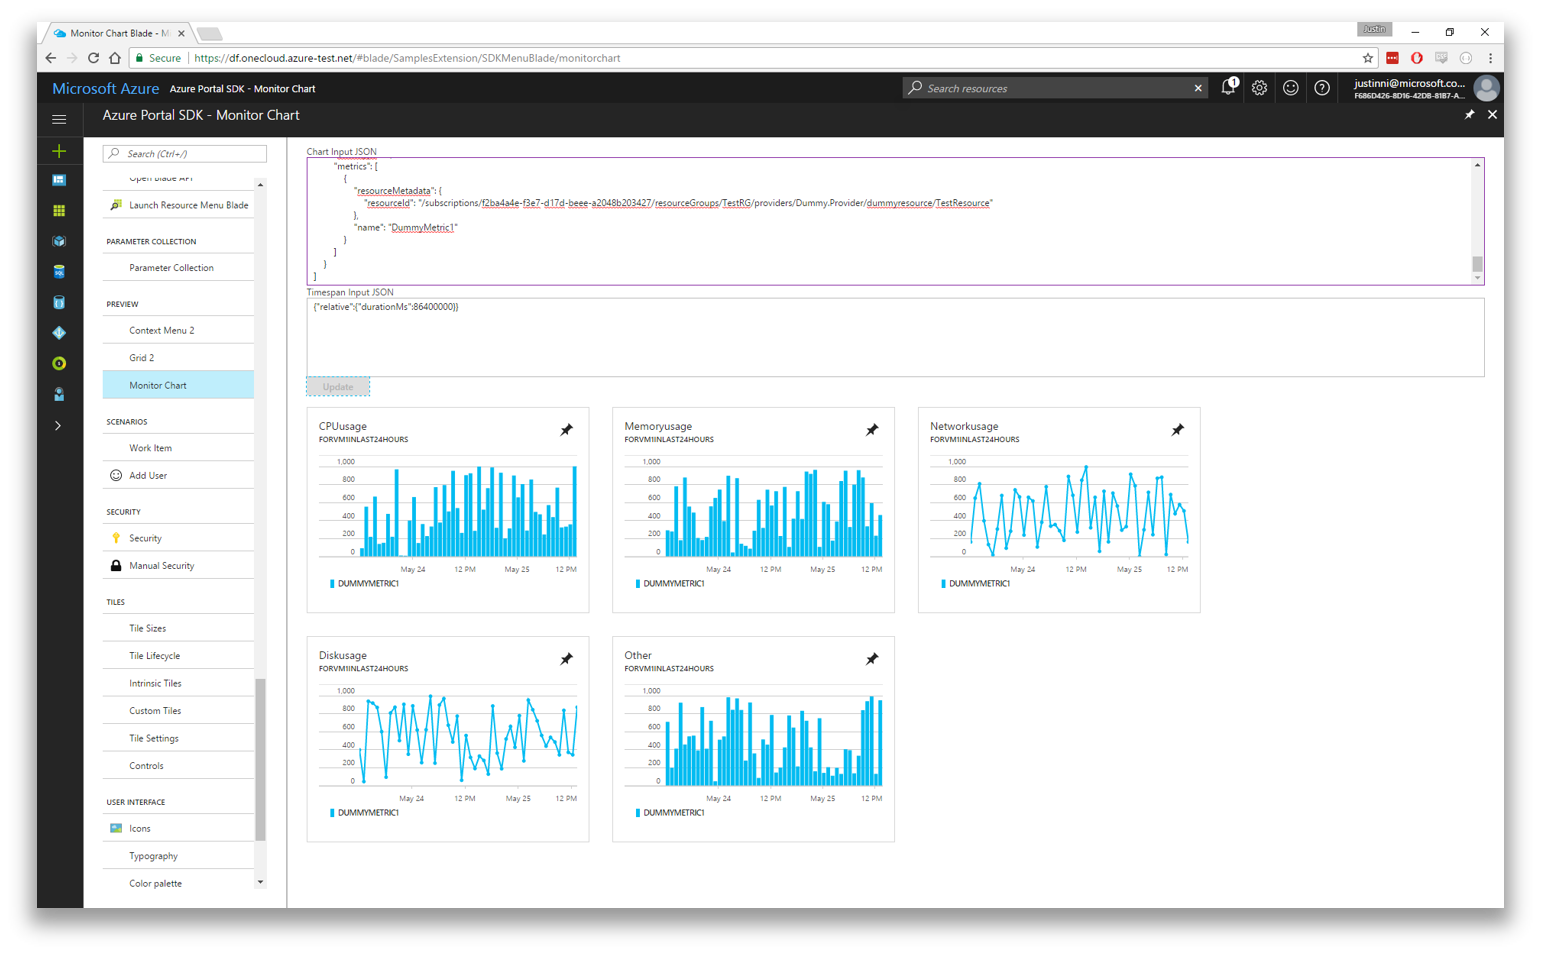 Monitor Chart Blade - M
Justin
Secure
https://df.onecloud.azure-test.net/#blade/SamplesExtension/SDKMenuBlade/monitorchart
Microsoft Azure
Azure Portal SDK - Monitor Chart
Search resources
1
justinni@microsoft.co...
F686D426-8D16-42DB-81B7-A...
Azure Portal SDK - Monitor Chart
Search (Ctrl+/)
Open Blade API
Launch Resource Menu Blade
PARAMETER COLLECTION
Parameter Collection
PREVIEW
Context Menu 2
Grid 2
Monitor Chart
SCENARIOS
Work Item
Add User
SECURITY
Security
Manual Security
TILES
Tile Sizes
Tile Lifecycle
Intrinsic Tiles
Custom Tiles
Tile Settings
Controls
USER INTERFACE
Icons
Typography
Color palette
SQL
Chart Input JSON
"metrics": [
{
"resourceMetadata": {
"resourceId": "/subscriptions/f2ba4a4e-f3e7-d17d-beee-a2048b203427/resourceGroups/TestRG/providers/Dummy.Provider/dummyresource/TestResource"
},
"name": "DummyMetric1"
}
]
}
]
Timespan Input JSON
{"relative":{"durationMs":86400000}}
Update
CPUusage
FORVM1INLAST24HOURS
1,000
800
600
400
200
0
May 24
12 PM
May 25
12 PM
DUMMYMETRIC1
Memoryusage
FORVM1INLAST24HOURS
1,000
800
600
400
200
0
May 24
12 PM
May 25
12 PM
DUMMYMETRIC1
Networkusage
FORVM1INLAST24HOURS
1,000
800
600
400
200
0
May 24
12 PM
May 25
12 PM
DUMMYMETRIC1
Diskusage
FORVM1INLAST24HOURS
1,000
800
600
400
200
0
May 24
12 PM
May 25
12 PM
DUMMYMETRIC1
Other
FORVM1INLAST24HOURS
1,000
800
600
400
200
0
May 24
12 PM
May 25
12 PM
DUMMYMETRIC1